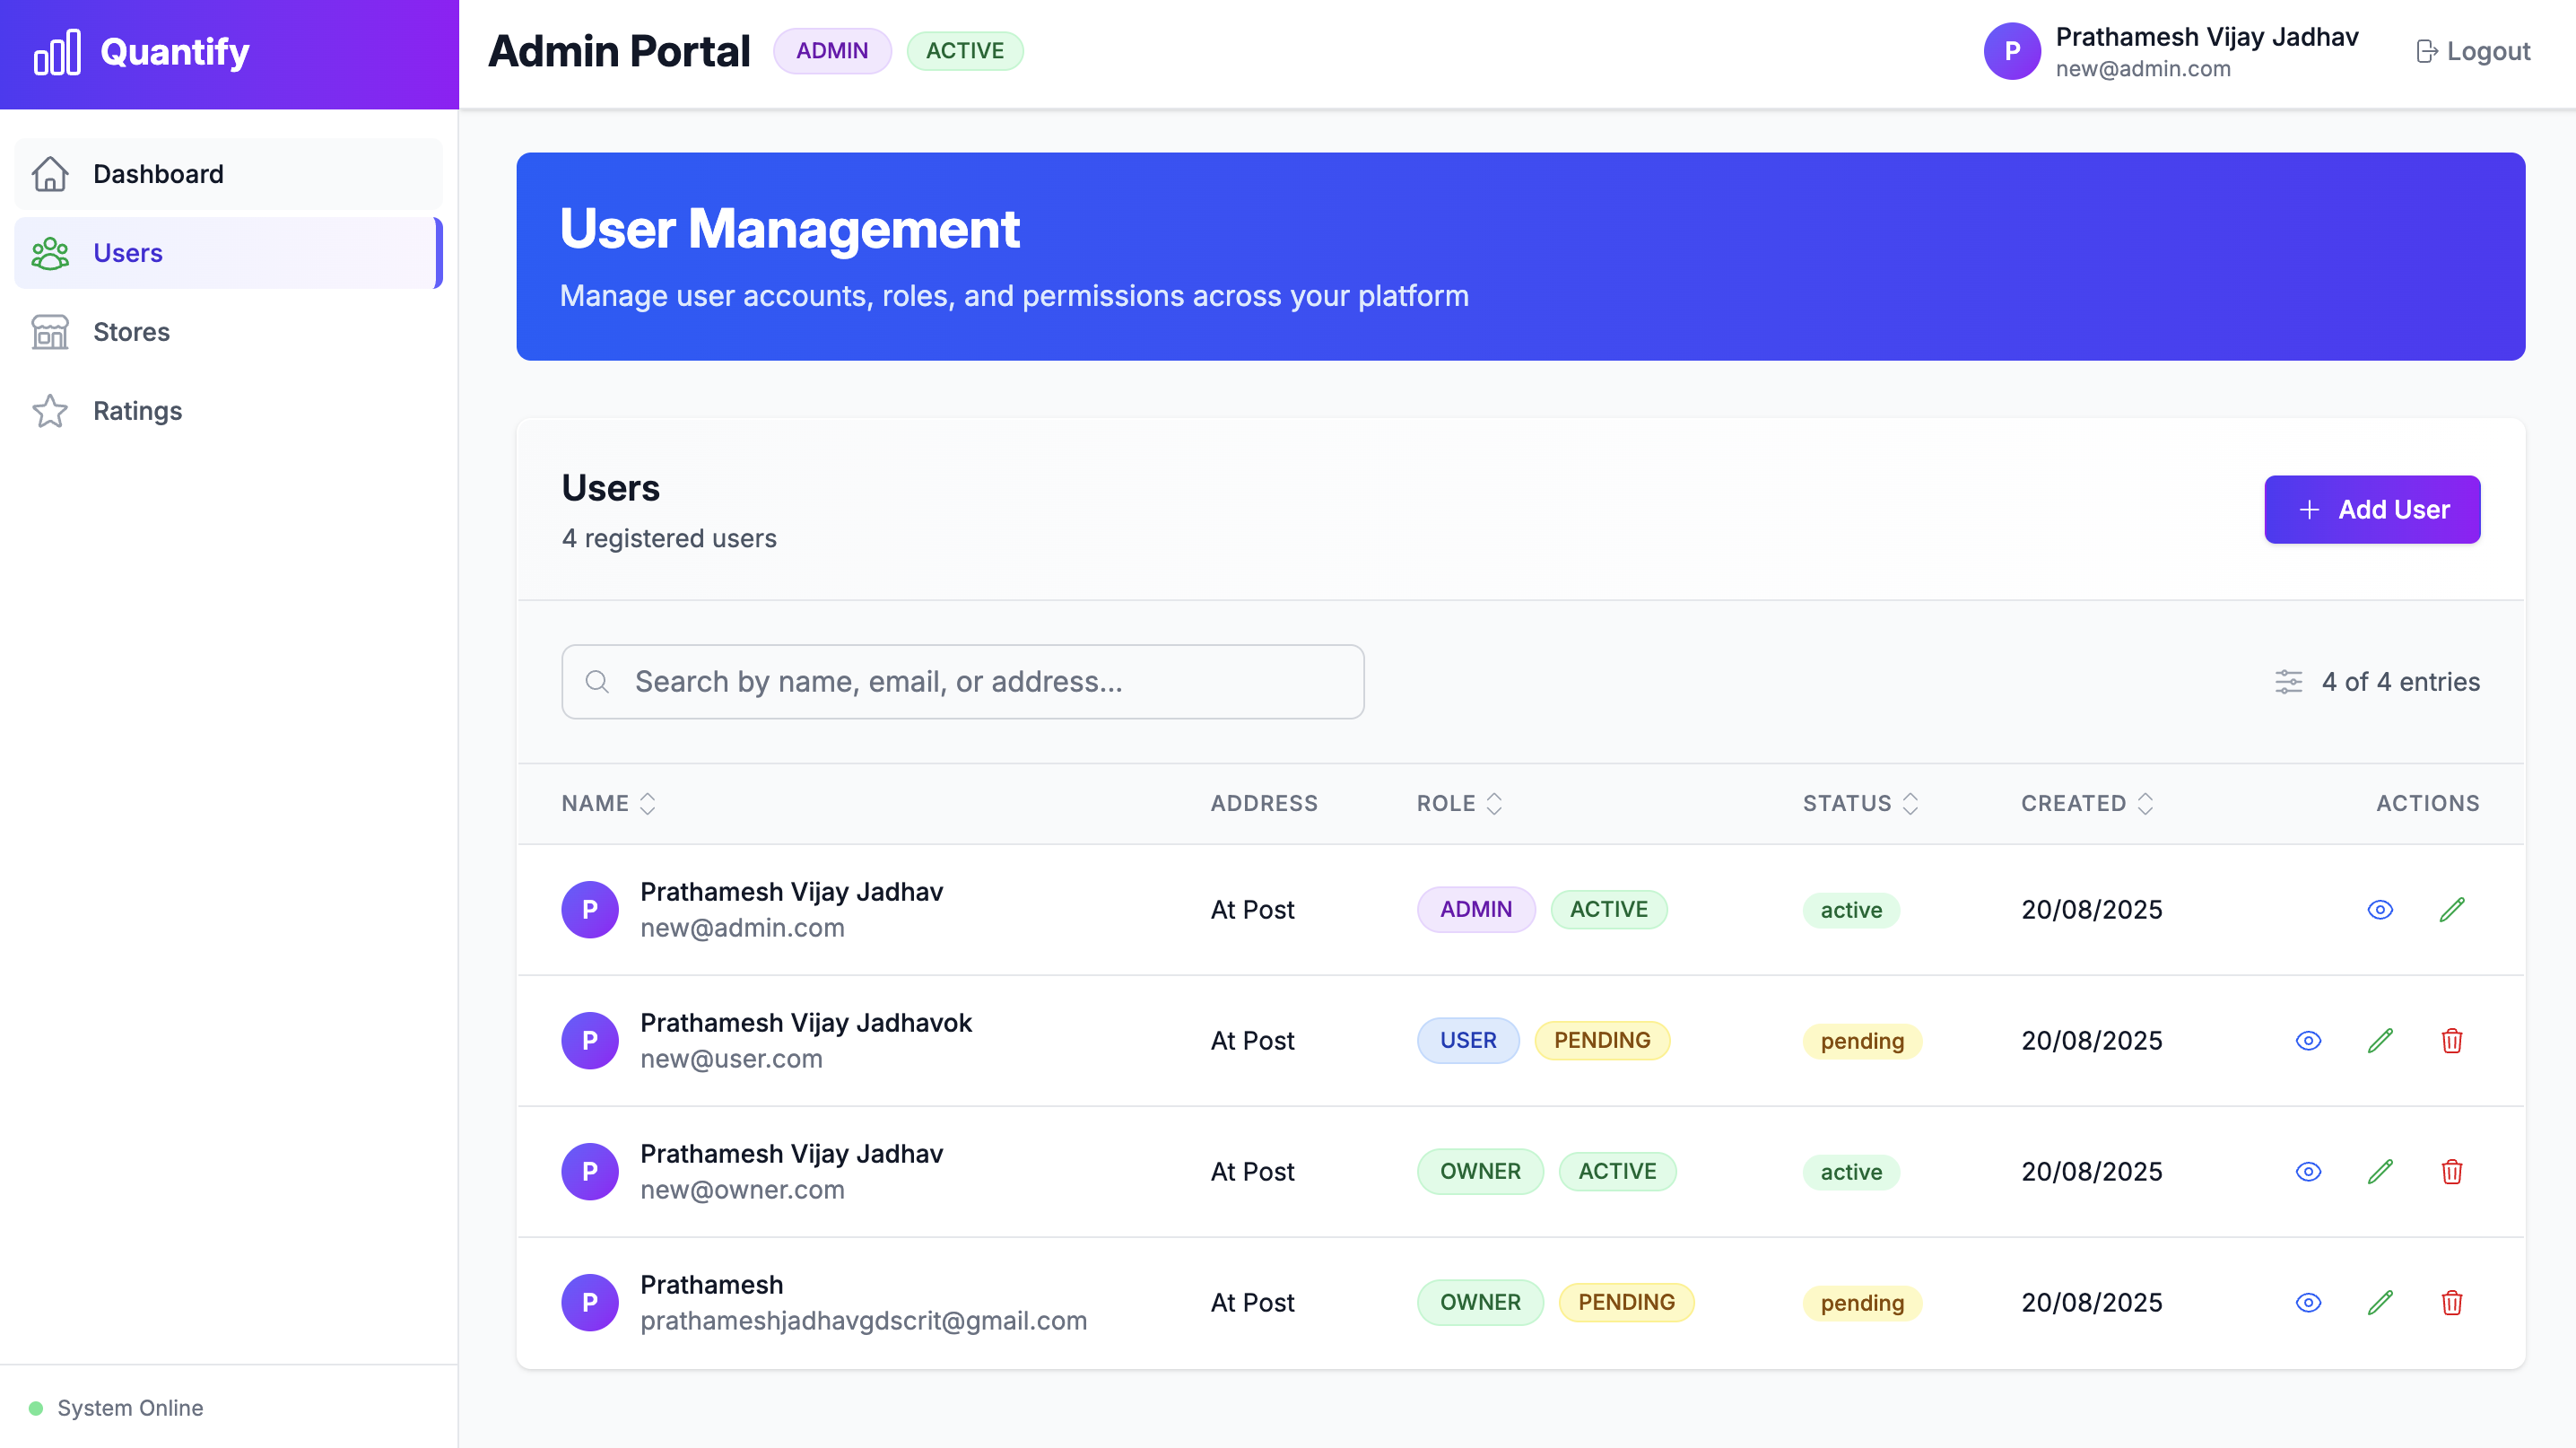 Quantify
Admin Portal ADMIN ACTIVE
Prathamesh Vijay Jadhav
new@admin.com
Logout
Dashboard
Users
Stores
Ratings
User Management
Manage user accounts, roles, and permissions across your platform
Users
4 registered users
Add User
Search by name, email, or address...
4 of 4 entries
NAME ADDRESS ROLE STATUS CREATED ACTIONS
P Prathamesh Vijay Jadhav
new@admin.com
At Post ADMIN ACTIVE active 20/08/2025
P Prathamesh Vijay Jadhavok
new@user.com
At Post USER PENDING pending 20/08/2025
P Prathamesh Vijay Jadhav
new@owner.com
At Post OWNER ACTIVE active 20/08/2025
P Prathamesh
prathameshjadhavgdscrit@gmail.com
At Post OWNER PENDING pending 20/08/2025
System Online